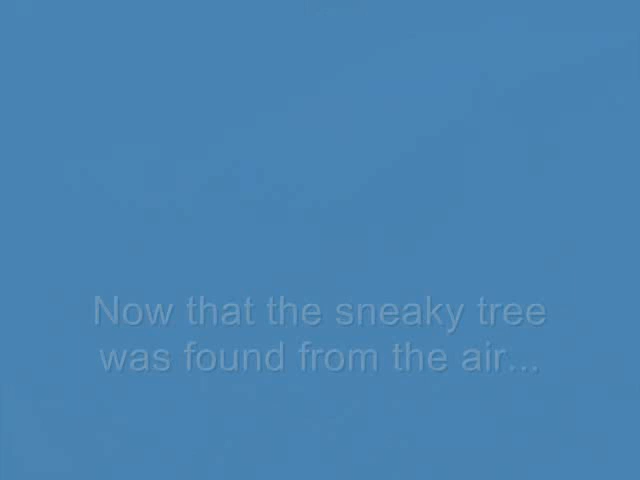 Now that the sneaky tree
was found from the air...